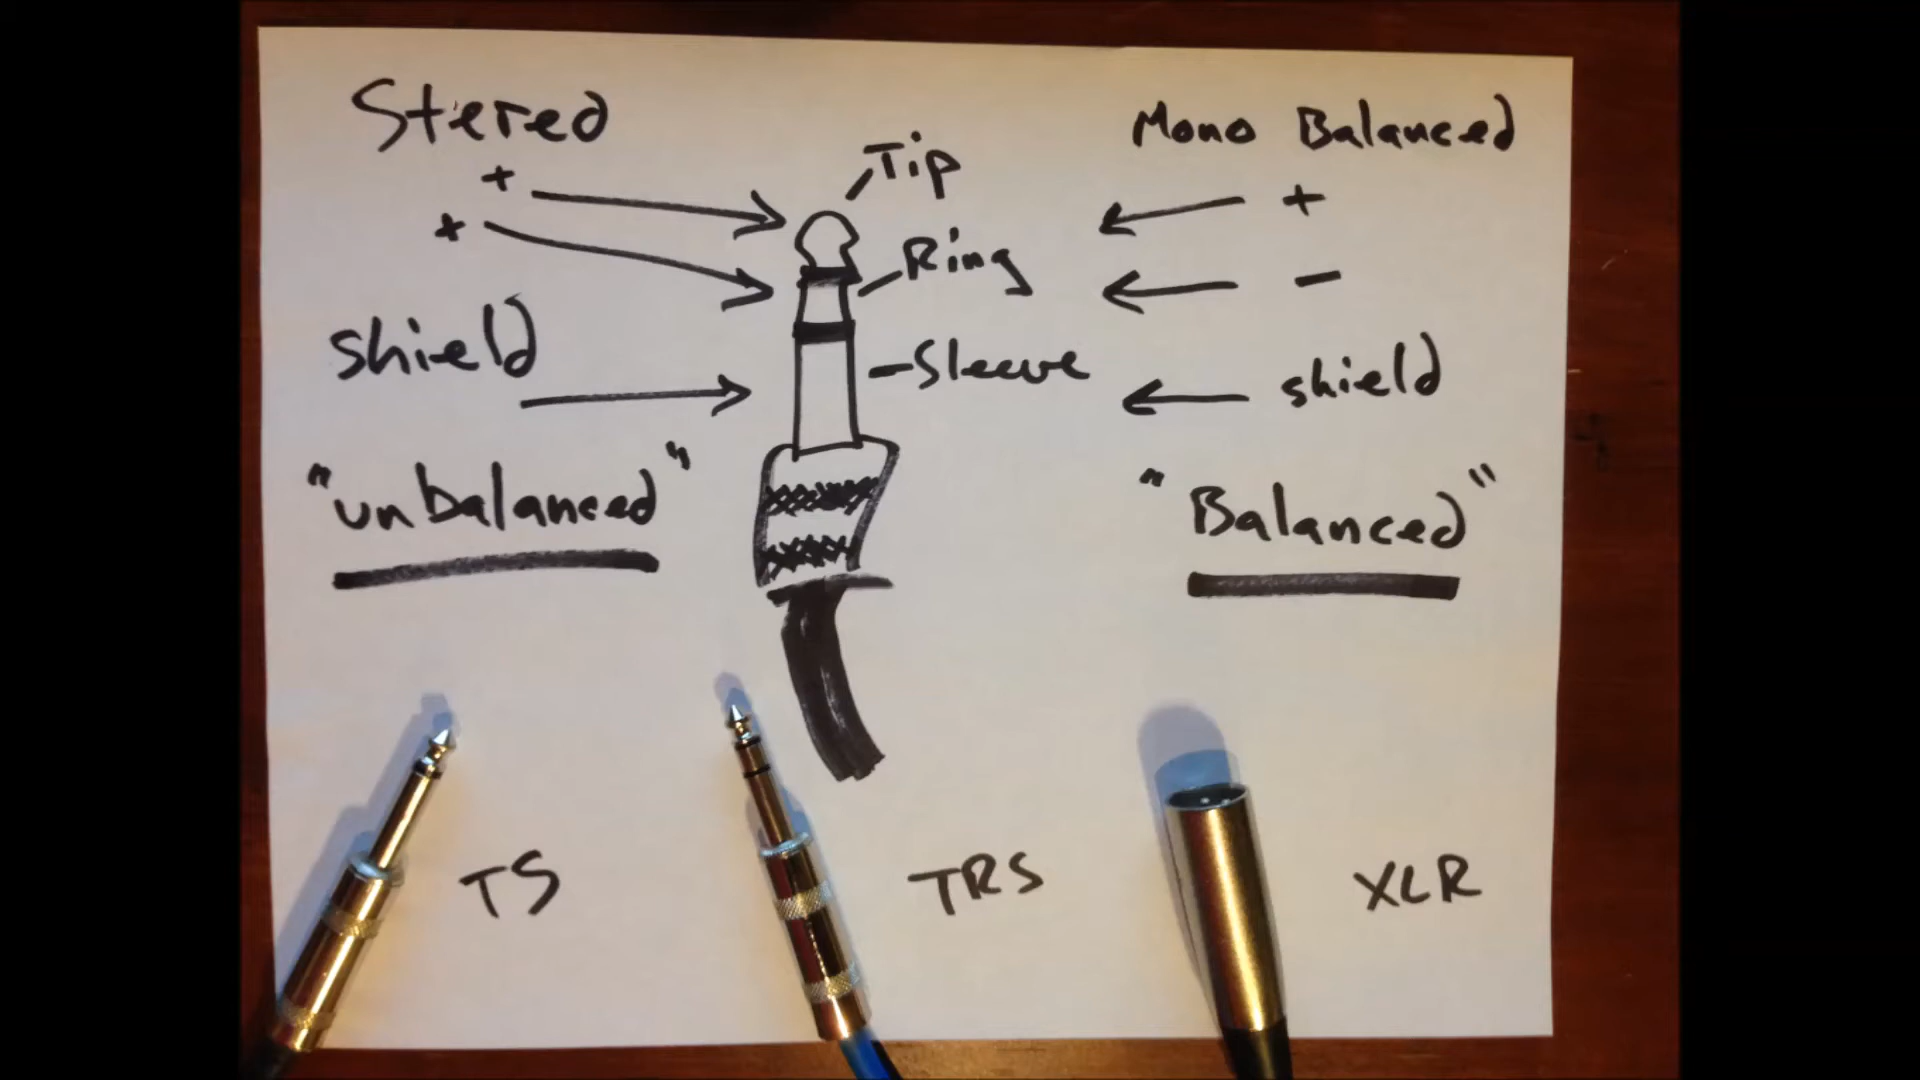 Stereo
+
+
shield
"unbalanced"
Tip
Ring
-Sleeve
Mono Balanced
+
-
shield
"Balanced"
TS
TRS
XLR